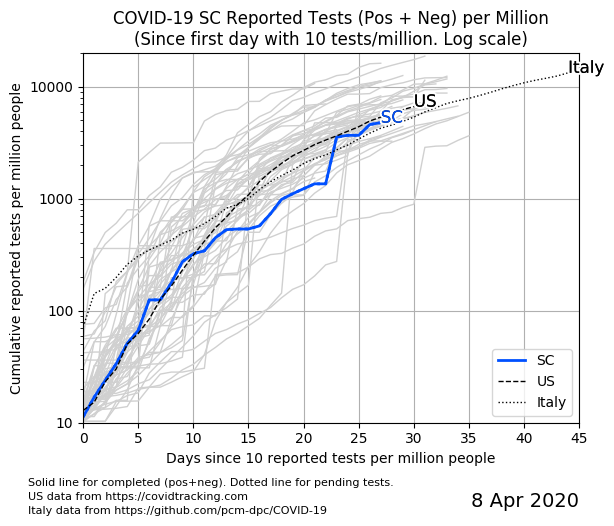 COVID-19 SC Reported Tests (Pos + Neg) per Million
(Since first day with 10 tests/million. Log scale)
Cumulative reported tests per million people
10000
1000
100
10
Italy
US
SC
SC
US
Italy
0 5 10 15 20 25 30 35 40 45
Days since 10 reported tests per million people
Solid line for completed (pos+neg). Dotted line for pending tests.
US data from https://covidtracking.com
Italy data from https://github.com/pcm-dpc/COVID-19
8 Apr 2020